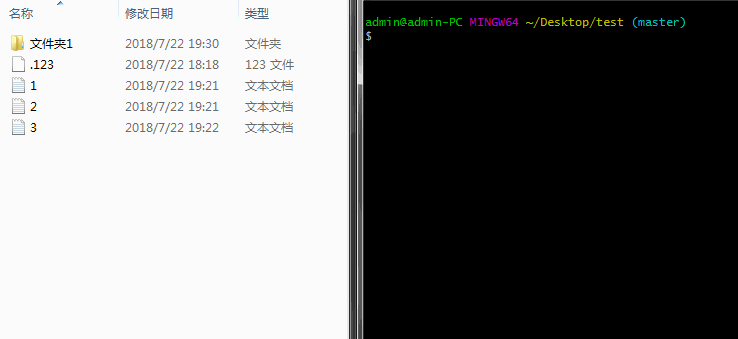 名称 修改日期 类型
文件夹1 2018/7/22 19:30 文件夹
.123 2018/7/22 18:18 123 文件
1 2018/7/22 19:21 文本文档
2 2018/7/22 19:21 文本文档
3 2018/7/22 19:22 文本文档
admin@admin-PC MINGW64 ~/Desktop/test (master)
$